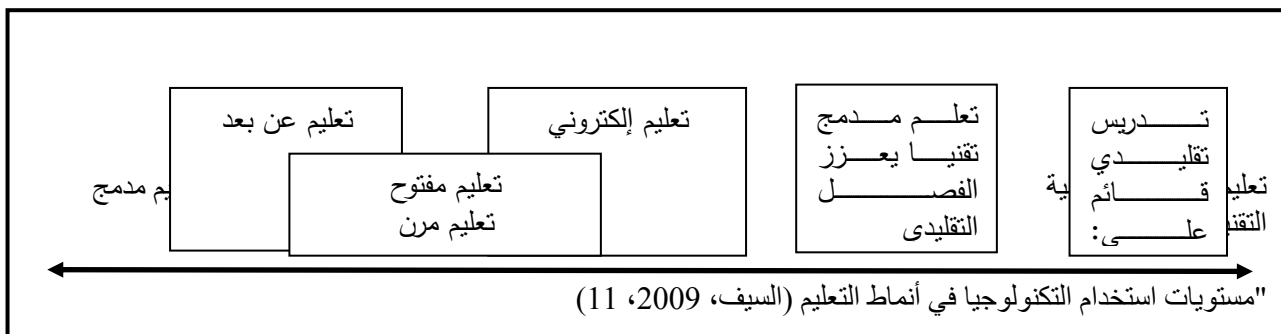 تدريس
تقليدي
قائم
على:
تعلم مدمج
تقنيا يعزز
الفصل
التقليدى
تعليم إلكتروني
تعليم عن بعد
تعليم مفتوح
تعليم مرن
تعليم
مدمج
"مستويات استخدام التكنولوجيا في أنماط التعليم (السيف، 2009، 11)